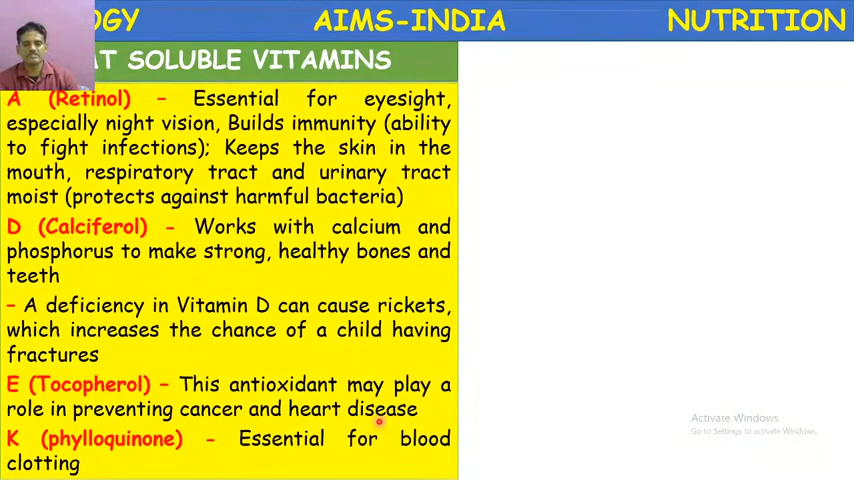 OGY AIMS-INDIA NUTRITION
AT SOLUBLE VITAMINS
A (Retinol) – Essential for eyesight,
especially night vision, Builds immunity (ability
to fight infections); Keeps the skin in the
mouth, respiratory tract and urinary tract
moist (protects against harmful bacteria)
D (Calciferol) – Works with calcium and
phosphorus to make strong, healthy bones and
teeth
– A deficiency in Vitamin D can cause rickets,
which increases the chance of a child having
fractures
E (Tocopherol) – This antioxidant may play a
role in preventing cancer and heart disease
K (phylloquinone) – Essential for blood
clotting
Activate Windows
Go to Settings to activate Windows.